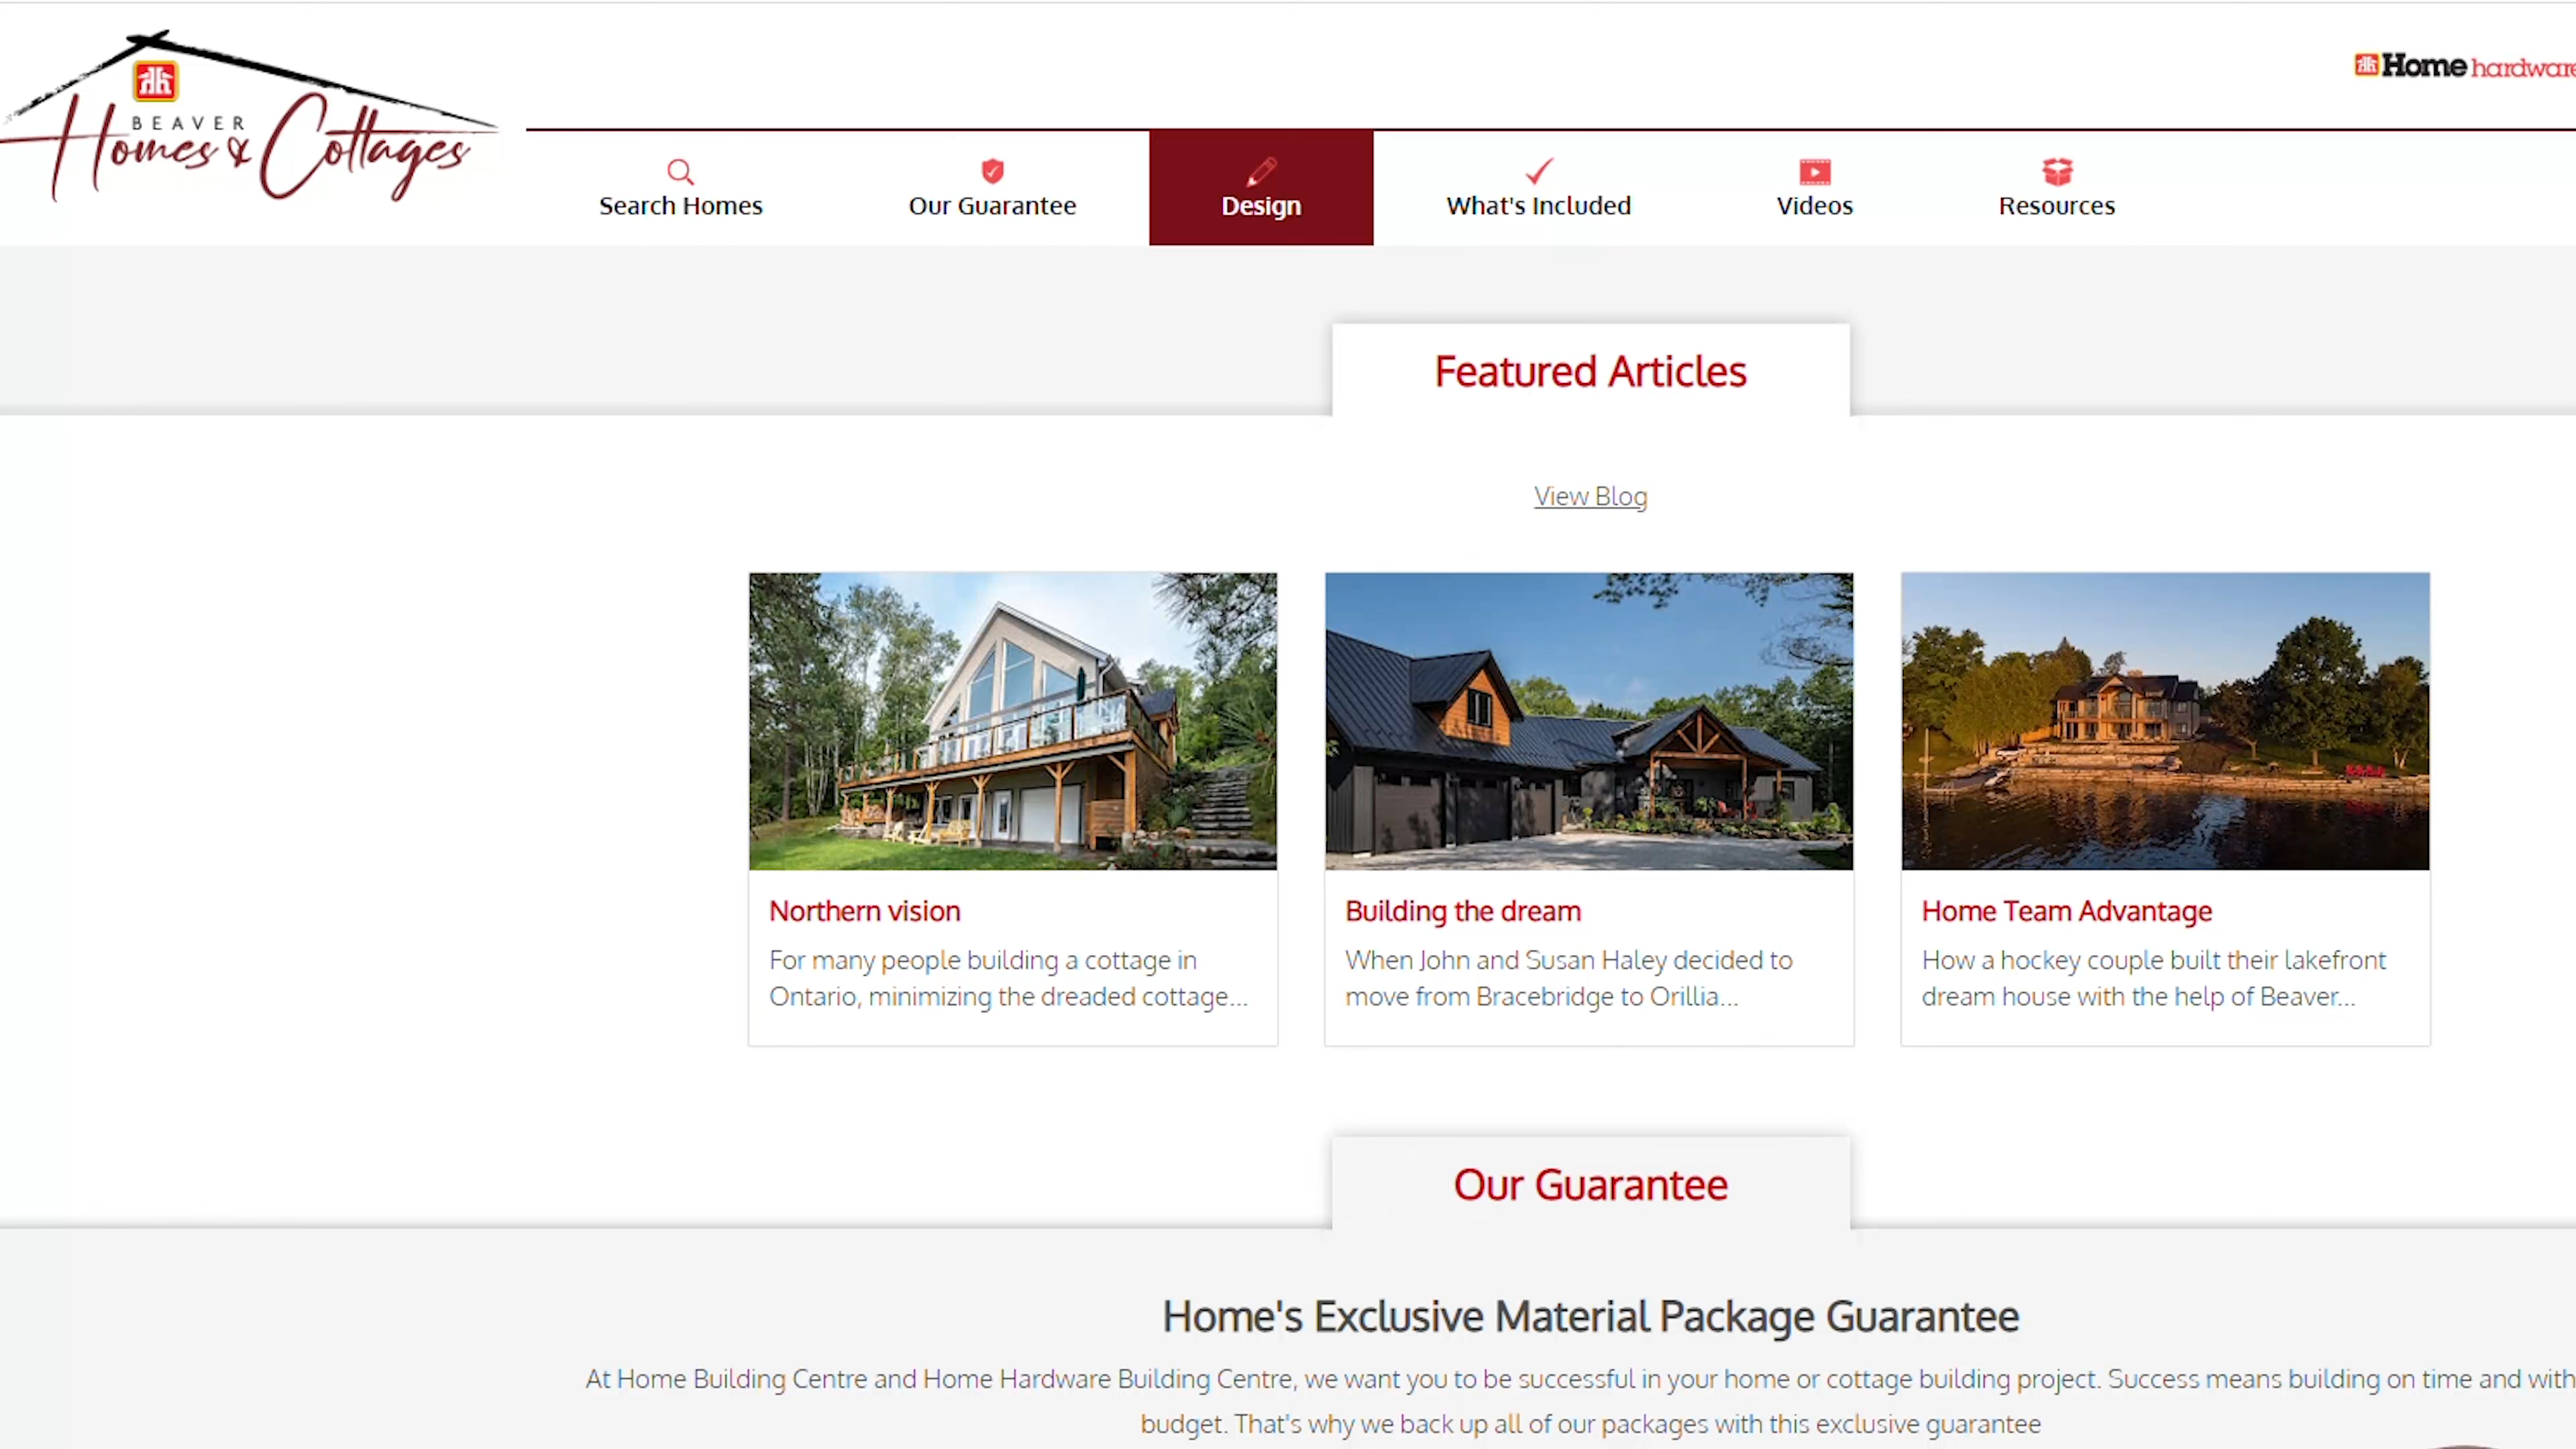 BEAVER
Homes & Cottages
Home hardware
Search Homes
Our Guarantee
Design
What's Included
Videos
Resources
Featured Articles
View Blog
Northern vision
For many people building a cottage in
Ontario, minimizing the dreaded cottage...
Building the dream
When John and Susan Haley decided to
move from Bracebridge to Orillia...
Home Team Advantage
How a hockey couple built their lakefront
dream house with the help of Beaver...
Our Guarantee
Home's Exclusive Material Package Guarantee
At Home Building Centre and Home Hardware Building Centre, we want you to be successful in your home or cottage building project. Success means building on time and with
budget. That's why we back up all of our packages with this exclusive guarantee